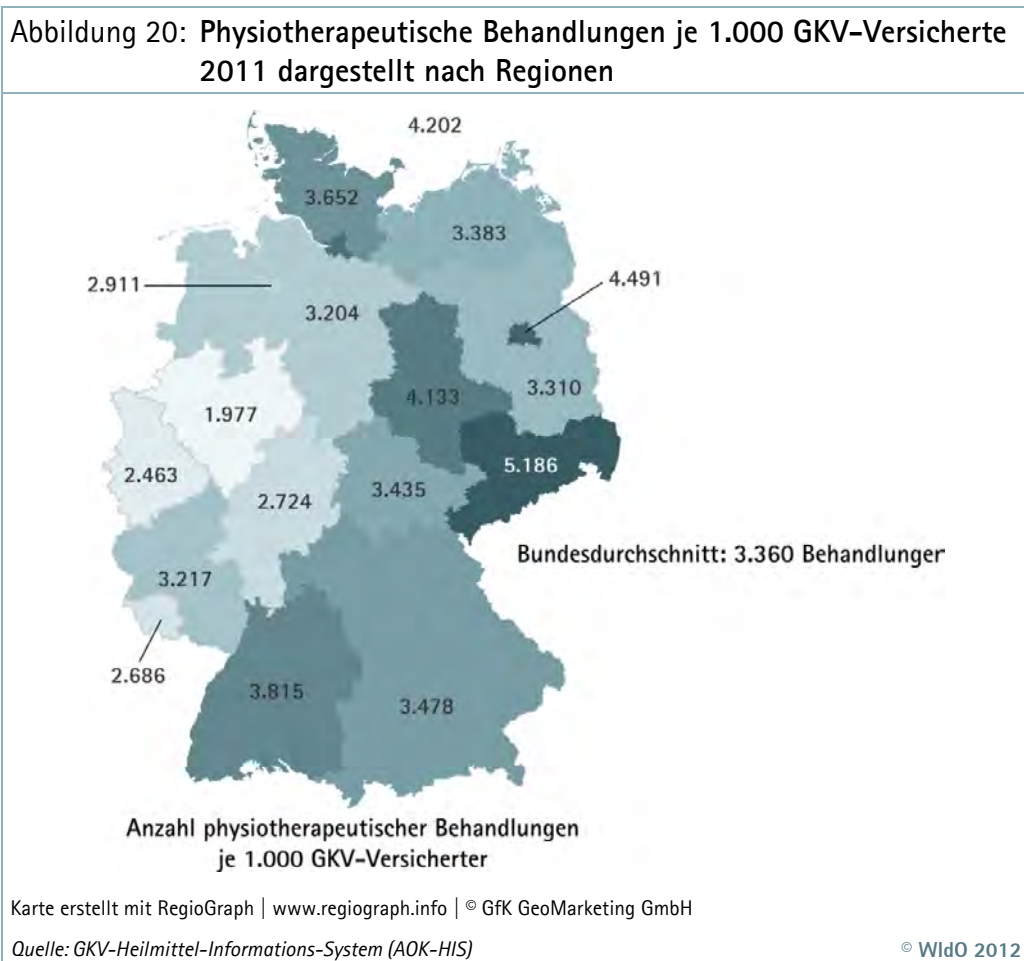 Abbildung 20: Physiotherapeutische Behandlungen je 1.000 GKV-Versicherte
2011 dargestellt nach Regionen
4.202
3.652
3.383
2.911
4.491
3.204
3.310
4.133
1.977
5.186
2.463
3.435
2.724
Bundesdurchschnitt: 3.360 Behandlunger
3.217
2.686
3.815
3.478
Anzahl physiotherapeutischer Behandlungen
je 1.000 GKV-Versicherter
Karte erstellt mit RegioGraph | www.regiograph.info | © GfK GeoMarketing GmbH
Quelle: GKV-Heilmittel-Informations-System (AOK-HIS)
© WIdO 2012